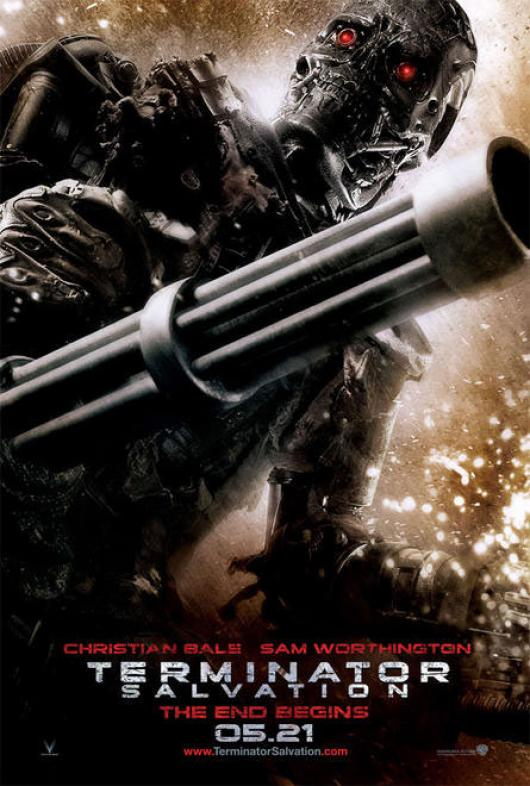 CHRISTIAN BALE SAM WORTHINGTON
TERMINATOR
SALVATION
THE END BEGINS
05.21
www.TerminatorSalvation.com